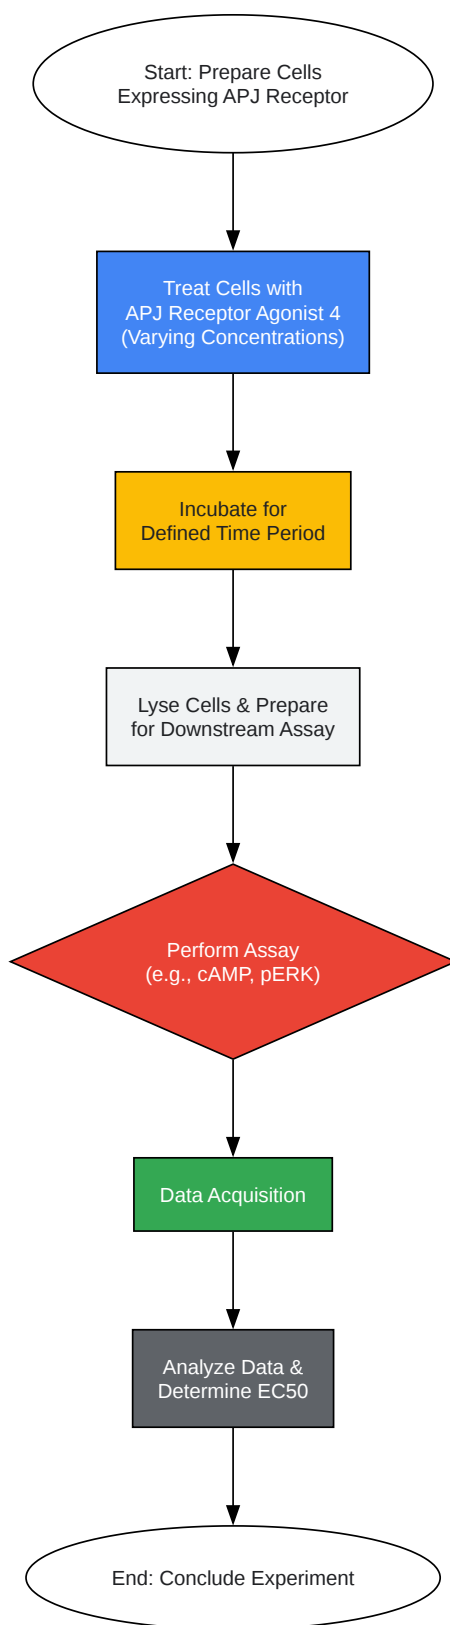 Start: Prepare Cells
Expressing APJ Receptor
Treat Cells with
APJ Receptor Agonist 4
(Varying Concentrations)
Incubate for
Defined Time Period
Lyse Cells & Prepare
for Downstream Assay
Perform Assay
(e.g., cAMP, pERK)
Data Acquisition
Analyze Data &
Determine EC50
End: Conclude Experiment